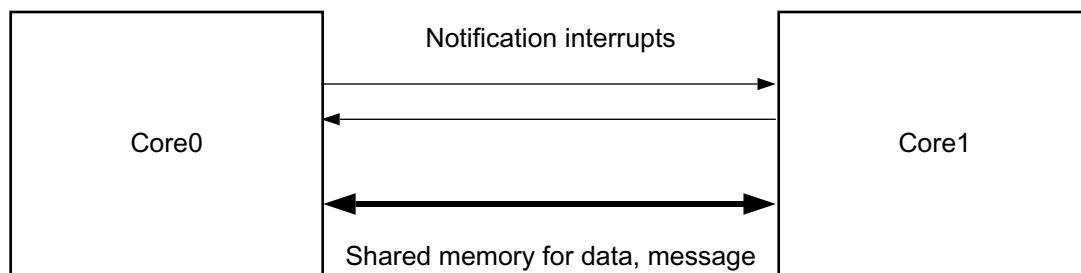 Notification interrupts
Core0
Core1
Shared memory for data, message